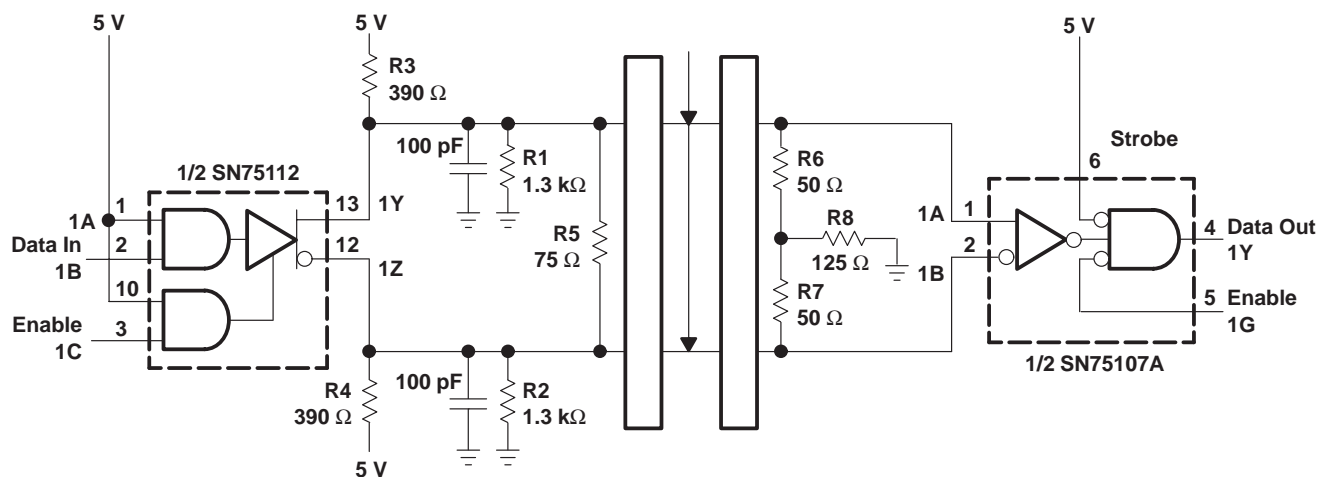 5 V
5 V
5 V
R3
390 Ω
100 pF
R1
1.3 kΩ
1/2 SN75112
1
1A
Data In
2
1B
10
Enable
3
1C
13
1Y
12
1Z
R5
75 Ω
R4
390 Ω
5 V
100 pF
R2
1.3 kΩ
R6
50 Ω
R8
125 Ω
R7
50 Ω
Strobe
6
1A
1
2
1B
4
Data Out
1Y
5
Enable
1G
1/2 SN75107A